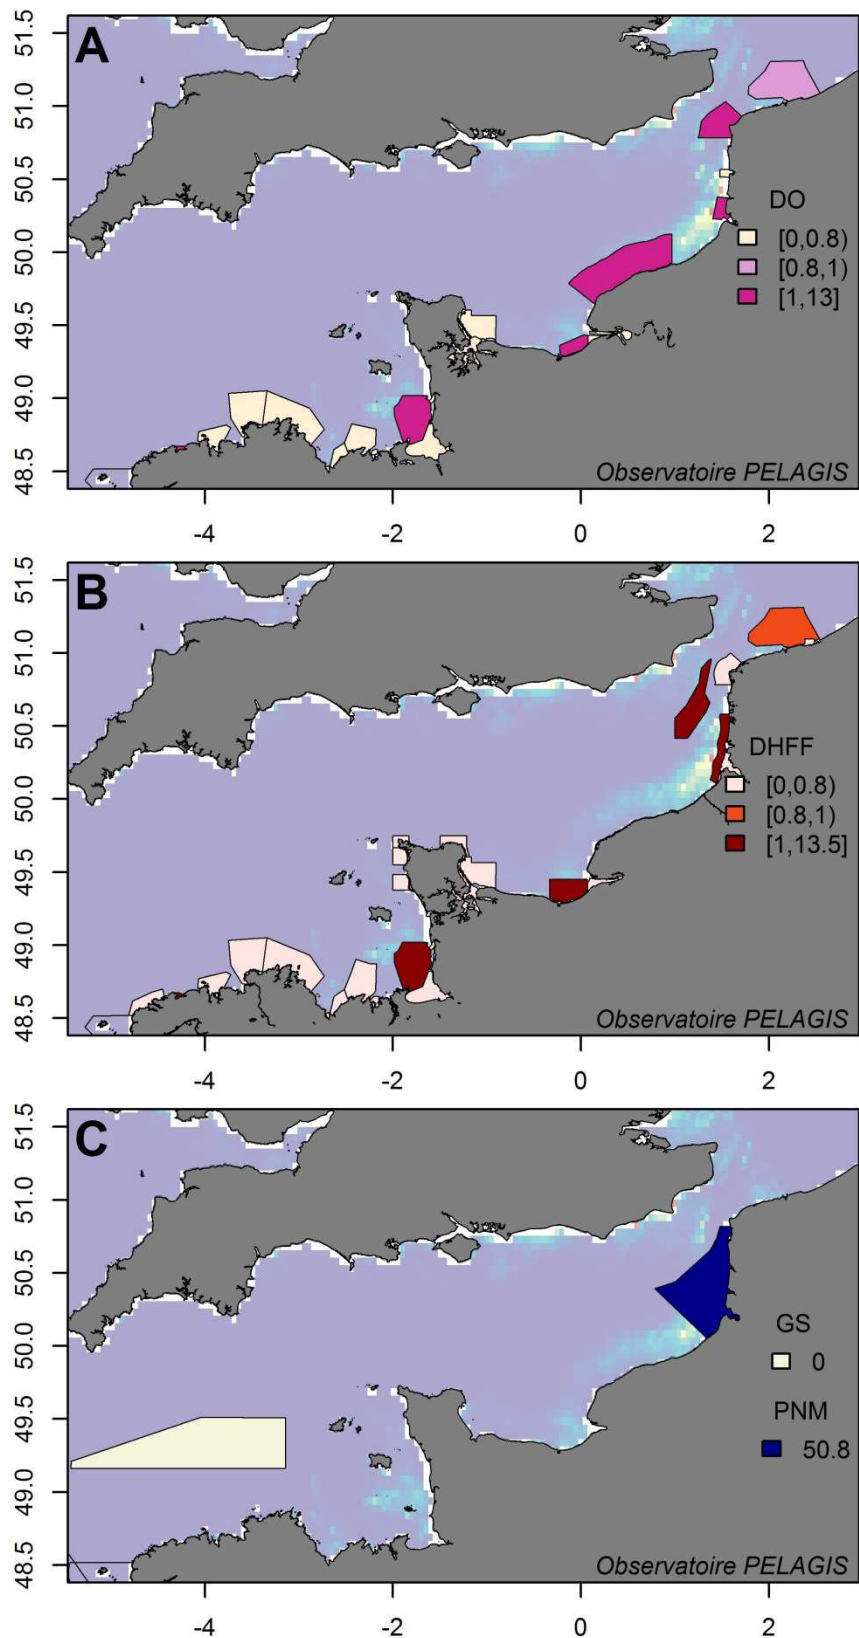 A
51.5
51.0
50.5
50.0
49.5
49.0
48.5
DO
[0,0.8)
[0.8,1)
[1,13]
Observatoire PELAGIS
-4 -2 0 2
B
51.5
51.0
50.5
50.0
49.5
49.0
48.5
DHFF
[0,0.8)
[0.8,1)
[1,13.5]
Observatoire PELAGIS
-4 -2 0 2
C
51.5
51.0
50.5
50.0
49.5
49.0
48.5
GS
0
PNM
50.8
Observatoire PELAGIS
-4 -2 0 2